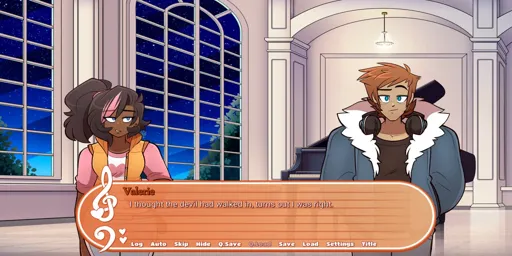 Valerie
I thought the devil had walked in, turns out I was right.
Log Auto Skip Hide Q.Save Save Load Settings Title